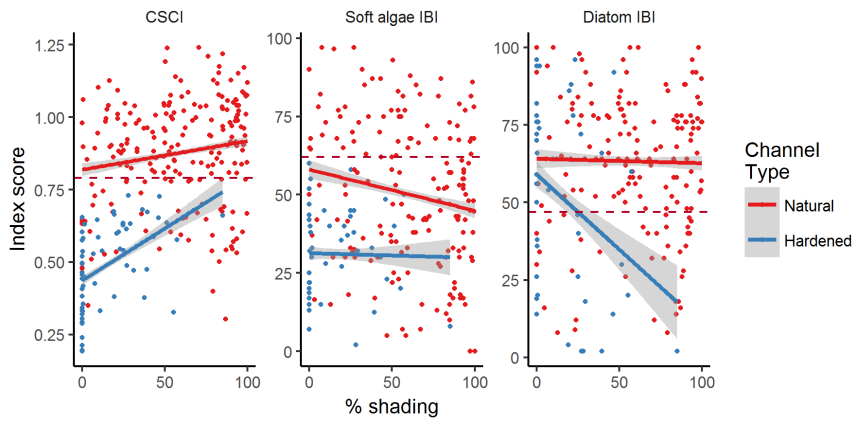 CSCI
Soft algae IBI
Diatom IBI
Index score
1.25
1.00
0.75
0.50
0.25
100
75
50
25
0
100
75
50
25
0
0 50 100
0 50 100
0 50 100
% shading
Channel
Type
Natural
Hardened